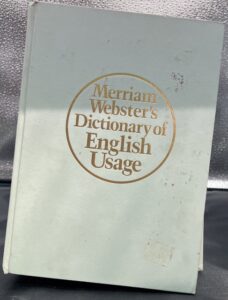 Merriam
Webster's
Dictionary of
English
Usage